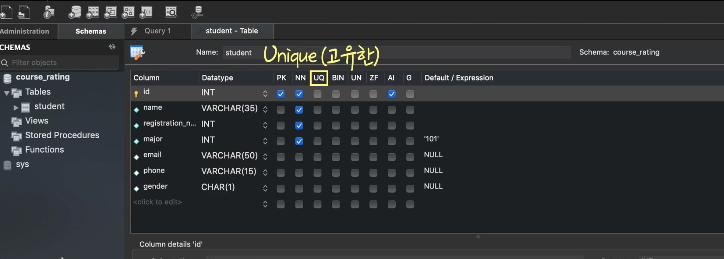 Administration Schemas Query 1 student - Table
SCHEMAS Name: student Schema: course_rating
Unique (고유한)
Filter objects
course_rating
Tables
student
Views
Stored Procedures
Functions
sys
Column Datatype PK NN UQ BIN UN ZF AI G Default / Expression
id INT
name VARCHAR(35)
registration_n... INT
major INT '101'
email VARCHAR(50) NULL
phone VARCHAR(15) NULL
gender CHAR(1) NULL
<click to edit>
Column details 'id'